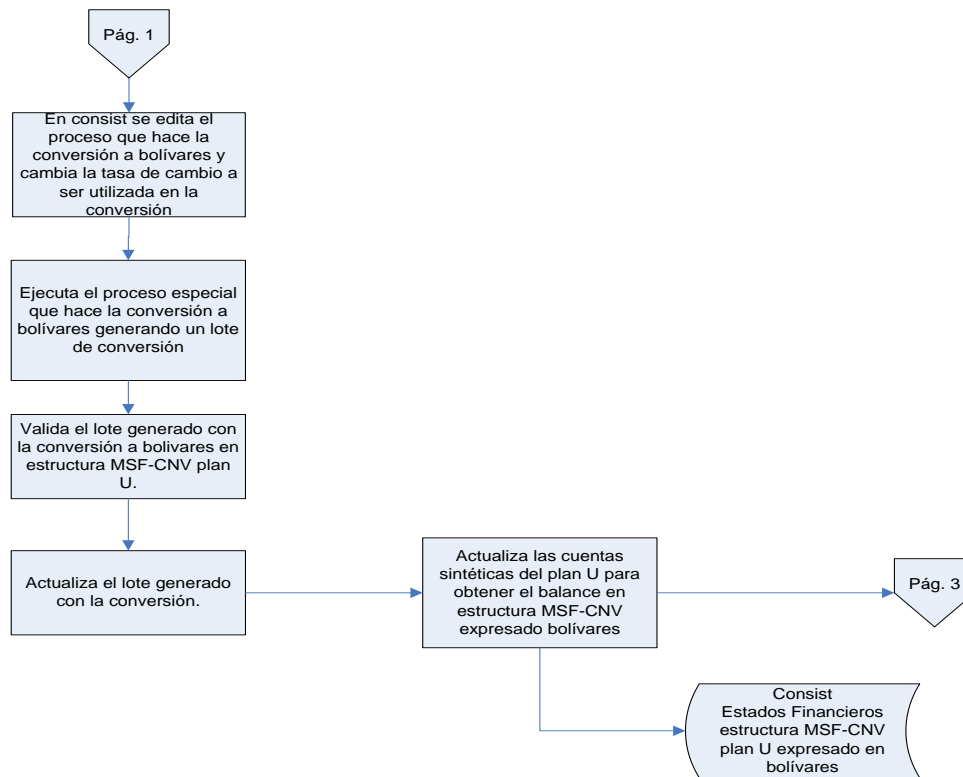 Pág. 1
En consist se edita el
proceso que hace la
conversión a bolívares y
cambia la tasa de cambio a
ser utilizada en la
conversión
Ejecuta el proceso especial
que hace la conversión a
bolívares generando un lote
de conversión
Valida el lote generado con
la conversión a bolivares en
estructura MSF-CNV plan
U.
Actualiza el lote generado
con la conversión.
Actualiza las cuentas
sintéticas del plan U para
obtener el balance en
estructura MSF-CNV
expresado bolívares
Pág. 3
Consist
Estados Financieros
estructura MSF-CNV
plan U expresado en
bolívares